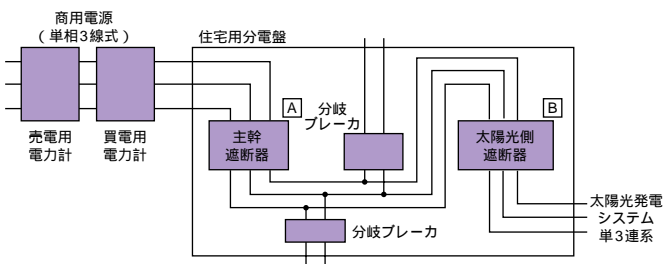 商用電源
(単相3線式)
住宅用分電盤
売電用
電力計
買電用
電力計
A
主幹
遮断器
分岐
ブレーカ
B
太陽光側
遮断器
分岐ブレーカ
太陽光発電
システム
単3連系